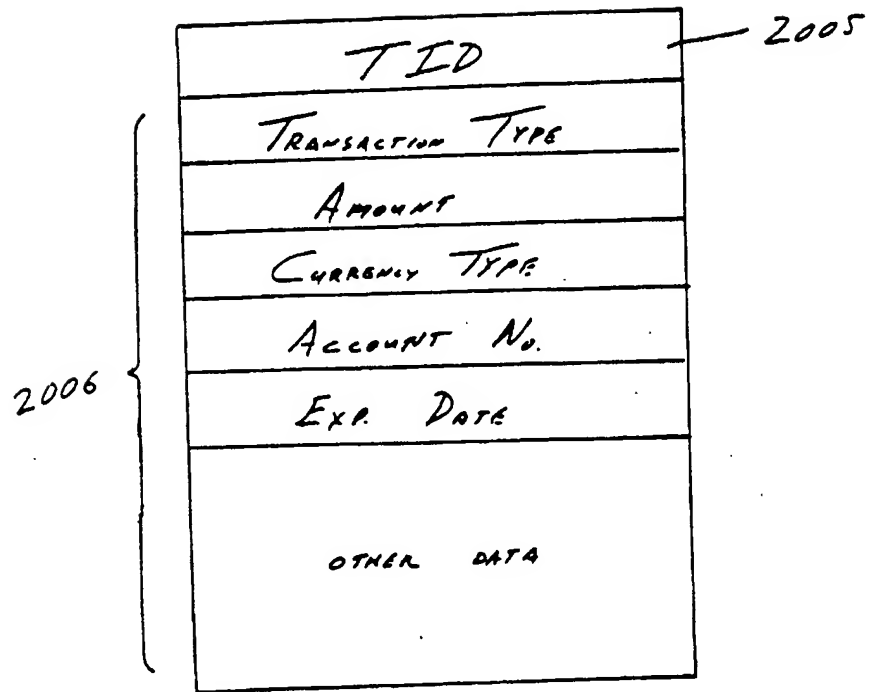 TID
2005
TRANSACTION TYPE
AMOUNT
CURRENCY TYPE
ACCOUNT NO.
2006
EXP. DATE
OTHER DATA